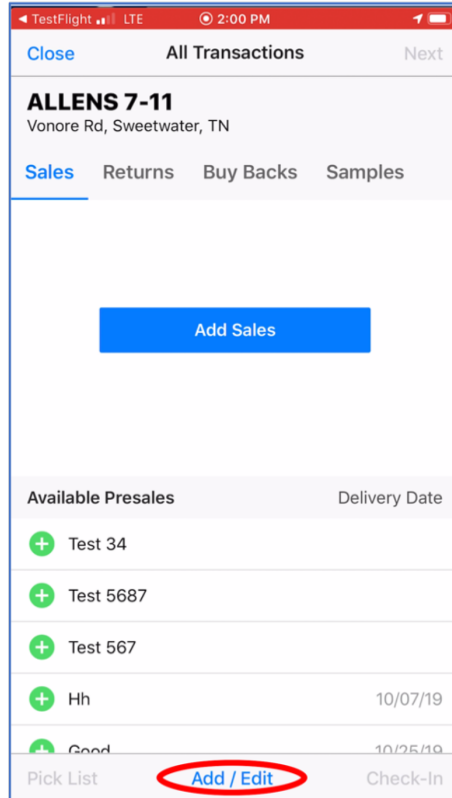 TestFlight LTE 2:00 PM
Close All Transactions Next
ALLENS 7-11
Vonore Rd, Sweetwater, TN
Sales Returns Buy Backs Samples
Add Sales
Available Presales Delivery Date
Test 34
Test 5687
Test 567
Hh 10/07/19
Good 10/25/19
Pick List Add / Edit Check-In